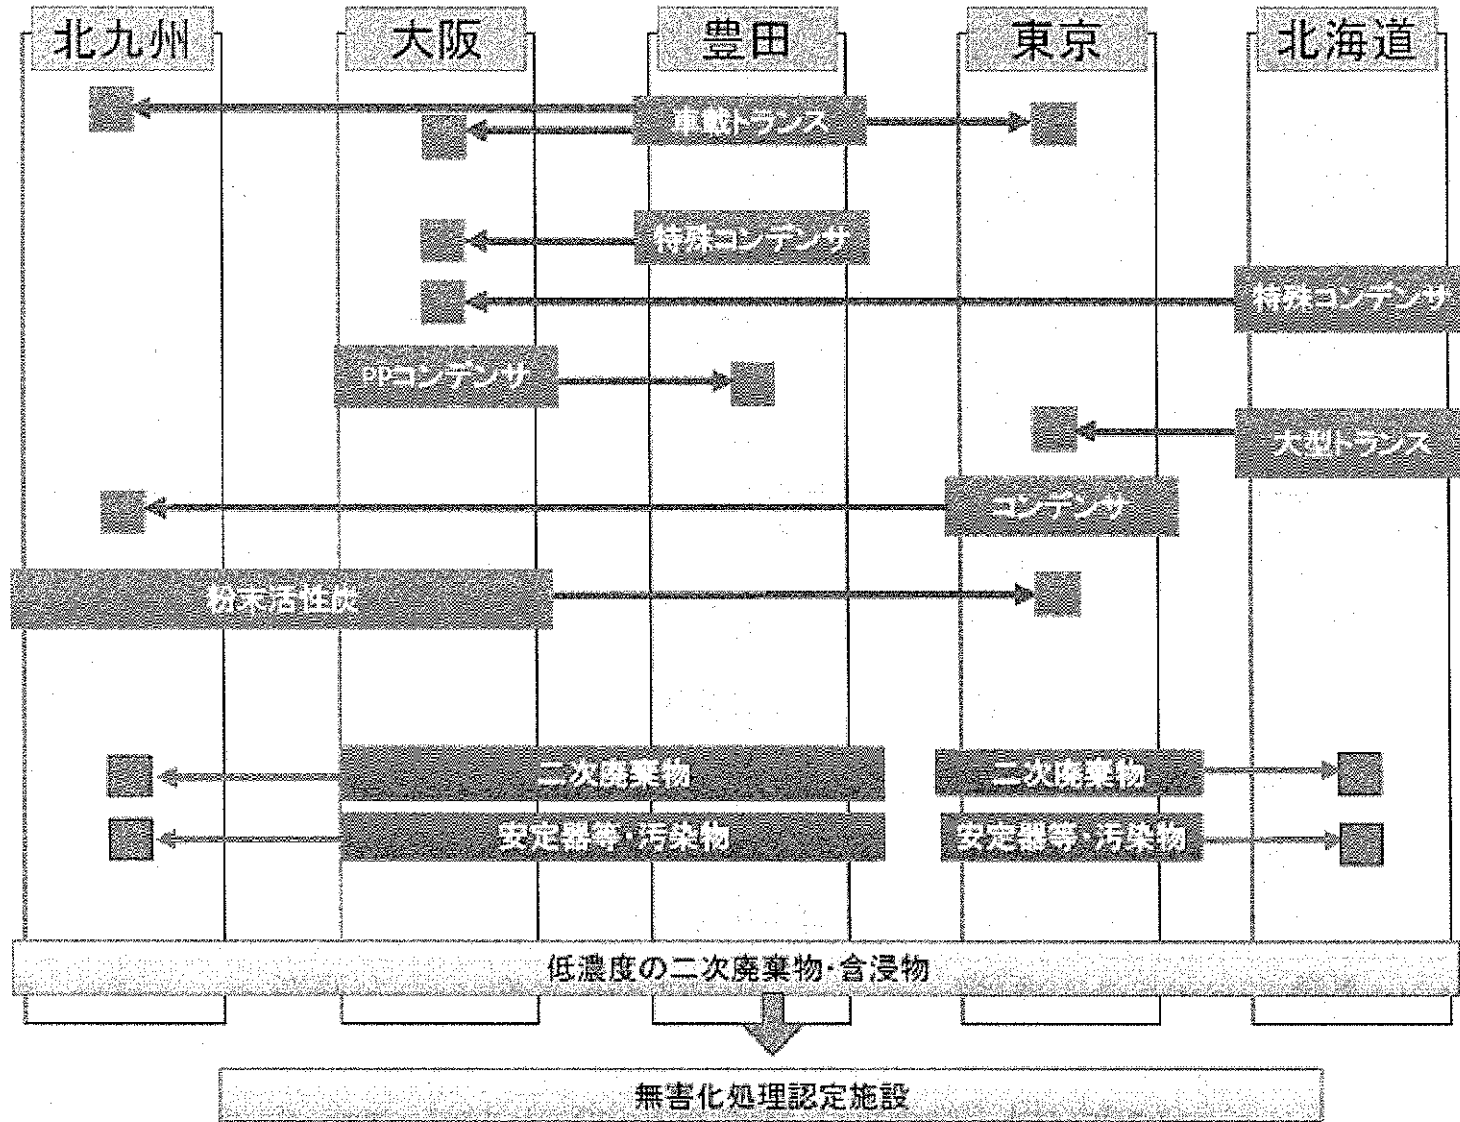 北九州
大阪
豊田
東京
北海道
車載トランス
特殊コンデンサ
特殊コンデンサ
PPコンデンサ
大型トランス
コンデンサ
粉末活性炭
二次廃棄物
二次廃棄物
安定器等・汚染物
安定器等・汚染物
低濃度の二次廃棄物・含浸物
無害化処理認定施設